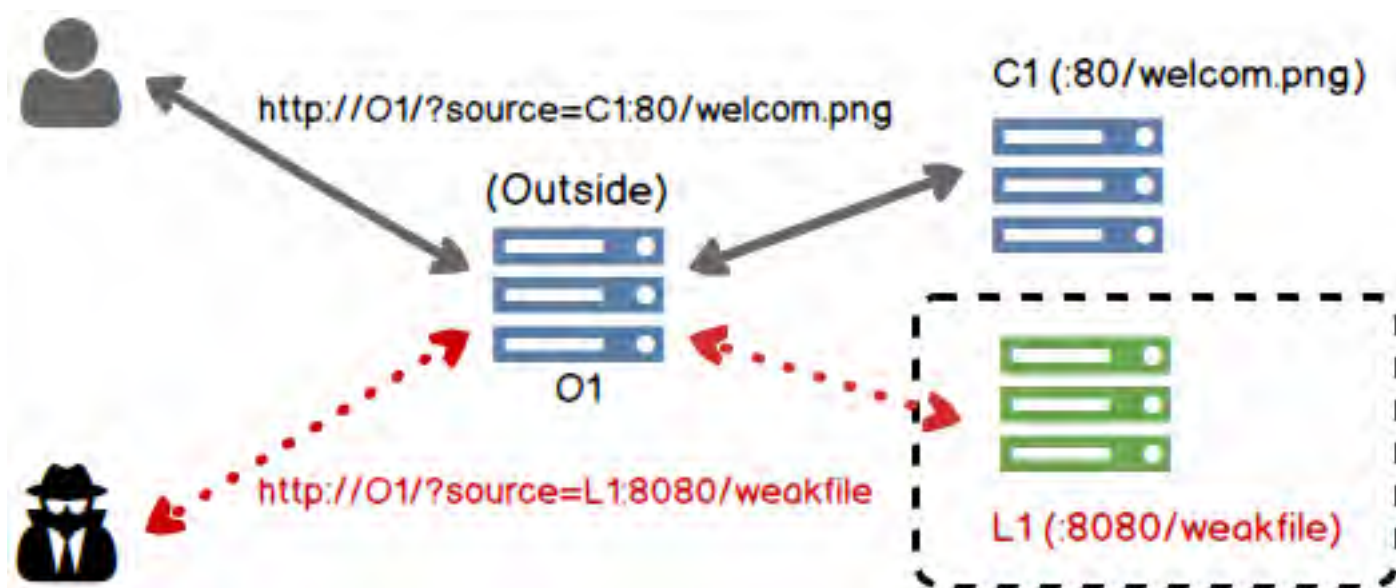 C1 (:80/welcom.png)
http://O1/?source=C1:80/welcom.png
(Outside)
O1
http://O1/?source=L1:8080/weakfile
L1 (:8080/weakfile)